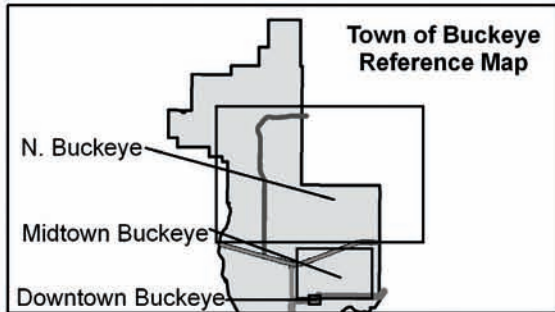 Town of Buckeye
Reference Map
N. Buckeye
Midtown Buckeye
Downtown Buckeye